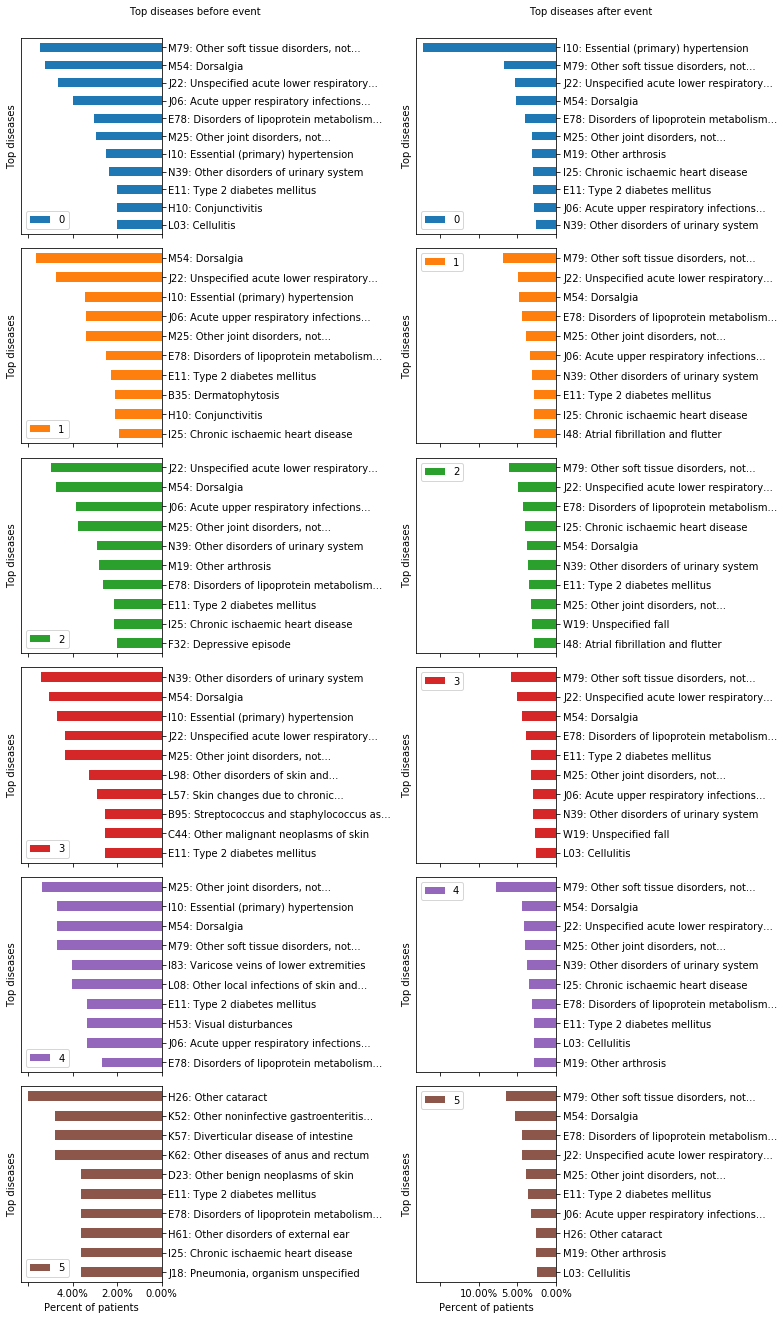 Top diseases before event
M79: Other soft tissue disorders, not...
M54: Dorsalgia
J22: Unspecified acute lower respiratory...
J06: Acute upper respiratory infections...
E78: Disorders of lipoprotein metabolism...
M25: Other joint disorders, not...
I10: Essential (primary) hypertension
N39: Other disorders of urinary system
E11: Type 2 diabetes mellitus
H10: Conjunctivitis
L03: Cellulitis
Top diseases
0
Top diseases after event
I10: Essential (primary) hypertension
M79: Other soft tissue disorders, not...
J22: Unspecified acute lower respiratory...
M54: Dorsalgia
E78: Disorders of lipoprotein metabolism...
M25: Other joint disorders, not...
M19: Other arthrosis
I25: Chronic ischaemic heart disease
E11: Type 2 diabetes mellitus
J06: Acute upper respiratory infections...
N39: Other disorders of urinary system
Top diseases
0
M54: Dorsalgia
J22: Unspecified acute lower respiratory...
I10: Essential (primary) hypertension
J06: Acute upper respiratory infections...
M25: Other joint disorders, not...
E78: Disorders of lipoprotein metabolism...
E11: Type 2 diabetes mellitus
B35: Dermatophytosis
H10: Conjunctivitis
I25: Chronic ischaemic heart disease
Top diseases
1
M79: Other soft tissue disorders, not...
J22: Unspecified acute lower respiratory...
M54: Dorsalgia
E78: Disorders of lipoprotein metabolism...
M25: Other joint disorders, not...
J06: Acute upper respiratory infections...
N39: Other disorders of urinary system
E11: Type 2 diabetes mellitus
I25: Chronic ischaemic heart disease
I48: Atrial fibrillation and flutter
Top diseases
1
J22: Unspecified acute lower respiratory...
M54: Dorsalgia
J06: Acute upper respiratory infections...
M25: Other joint disorders, not...
N39: Other disorders of urinary system
M19: Other arthrosis
E78: Disorders of lipoprotein metabolism...
E11: Type 2 diabetes mellitus
I25: Chronic ischaemic heart disease
F32: Depressive episode
Top diseases
2
M79: Other soft tissue disorders, not...
J22: Unspecified acute lower respiratory...
E78: Disorders of lipoprotein metabolism...
I25: Chronic ischaemic heart disease
M54: Dorsalgia
N39: Other disorders of urinary system
E11: Type 2 diabetes mellitus
M25: Other joint disorders, not...
W19: Unspecified fall
I48: Atrial fibrillation and flutter
Top diseases
2
N39: Other disorders of urinary system
M54: Dorsalgia
I10: Essential (primary) hypertension
J22: Unspecified acute lower respiratory...
M25: Other joint disorders, not...
L98: Other disorders of skin and...
L57: Skin changes due to chronic...
B95: Streptococcus and staphylococcus as...
C44: Other malignant neoplasms of skin
E11: Type 2 diabetes mellitus
Top diseases
3
M79: Other soft tissue disorders, not...
J22: Unspecified acute lower respiratory...
M54: Dorsalgia
E78: Disorders of lipoprotein metabolism...
E11: Type 2 diabetes mellitus
M25: Other joint disorders, not...
J06: Acute upper respiratory infections...
N39: Other disorders of urinary system
W19: Unspecified fall
L03: Cellulitis
Top diseases
3
M25: Other joint disorders, not...
I10: Essential (primary) hypertension
M54: Dorsalgia
M79: Other soft tissue disorders, not...
I83: Varicose veins of lower extremities
L08: Other local infections of skin and...
E11: Type 2 diabetes mellitus
H53: Visual disturbances
J06: Acute upper respiratory infections...
E78: Disorders of lipoprotein metabolism...
Top diseases
4
M79: Other soft tissue disorders, not...
M54: Dorsalgia
J22: Unspecified acute lower respiratory...
M25: Other joint disorders, not...
N39: Other disorders of urinary system
I25: Chronic ischaemic heart disease
E78: Disorders of lipoprotein metabolism...
E11: Type 2 diabetes mellitus
L03: Cellulitis
M19: Other arthrosis
Top diseases
4
H26: Other cataract
K52: Other noninfective gastroenteritis...
K57: Diverticular disease of intestine
K62: Other diseases of anus and rectum
D23: Other benign neoplasms of skin
E11: Type 2 diabetes mellitus
E78: Disorders of lipoprotein metabolism...
H61: Other disorders of external ear
I25: Chronic ischaemic heart disease
J18: Pneumonia, organism unspecified
Top diseases
5
4.00% 2.00% 0.00%
Percent of patients
M79: Other soft tissue disorders, not...
M54: Dorsalgia
E78: Disorders of lipoprotein metabolism...
J22: Unspecified acute lower respiratory...
M25: Other joint disorders, not...
E11: Type 2 diabetes mellitus
J06: Acute upper respiratory infections...
H26: Other cataract
M19: Other arthrosis
L03: Cellulitis
Top diseases
5
10.00% 5.00% 0.00%
Percent of patients